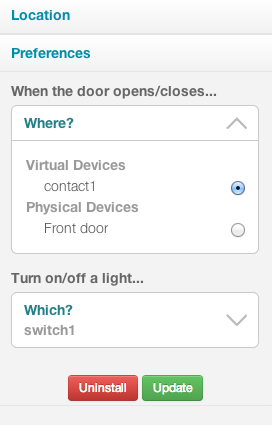 Location
Preferences
When the door opens/closes...
Where?
Virtual Devices
contact1
Physical Devices
Front door
Turn on/off a light...
Which?
switch1
Uninstall Update